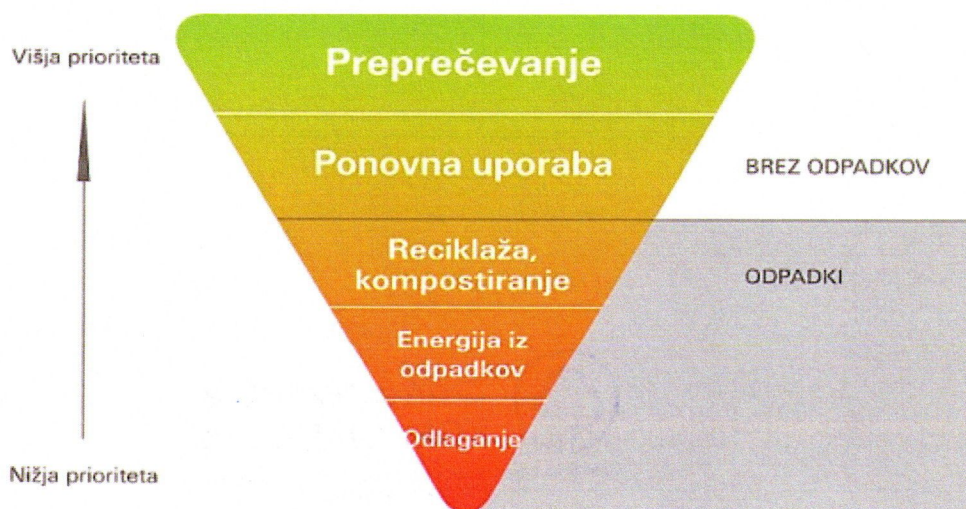 Višja prioriteta
Preprečevanje
Ponovna uporaba
BREZ ODPADKOV
Reciklaža,
kompostiranje
ODPADKI
Energija iz
odpadkov
Odlaganje
Nižja prioriteta